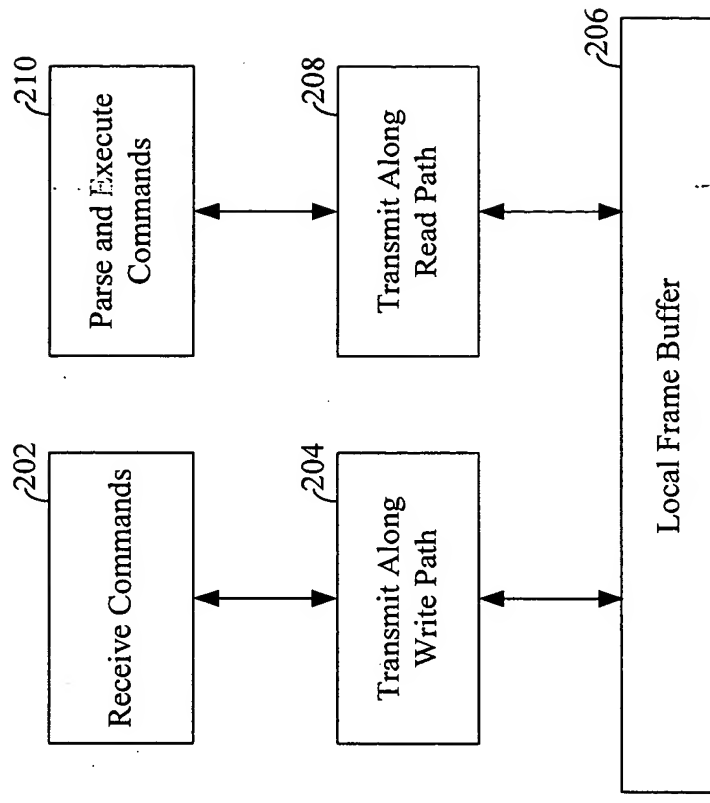 202
Receive Commands
210
Parse and Execute
Commands
204
Transmit Along
Write Path
208
Transmit Along
Read Path
206
Local Frame Buffer